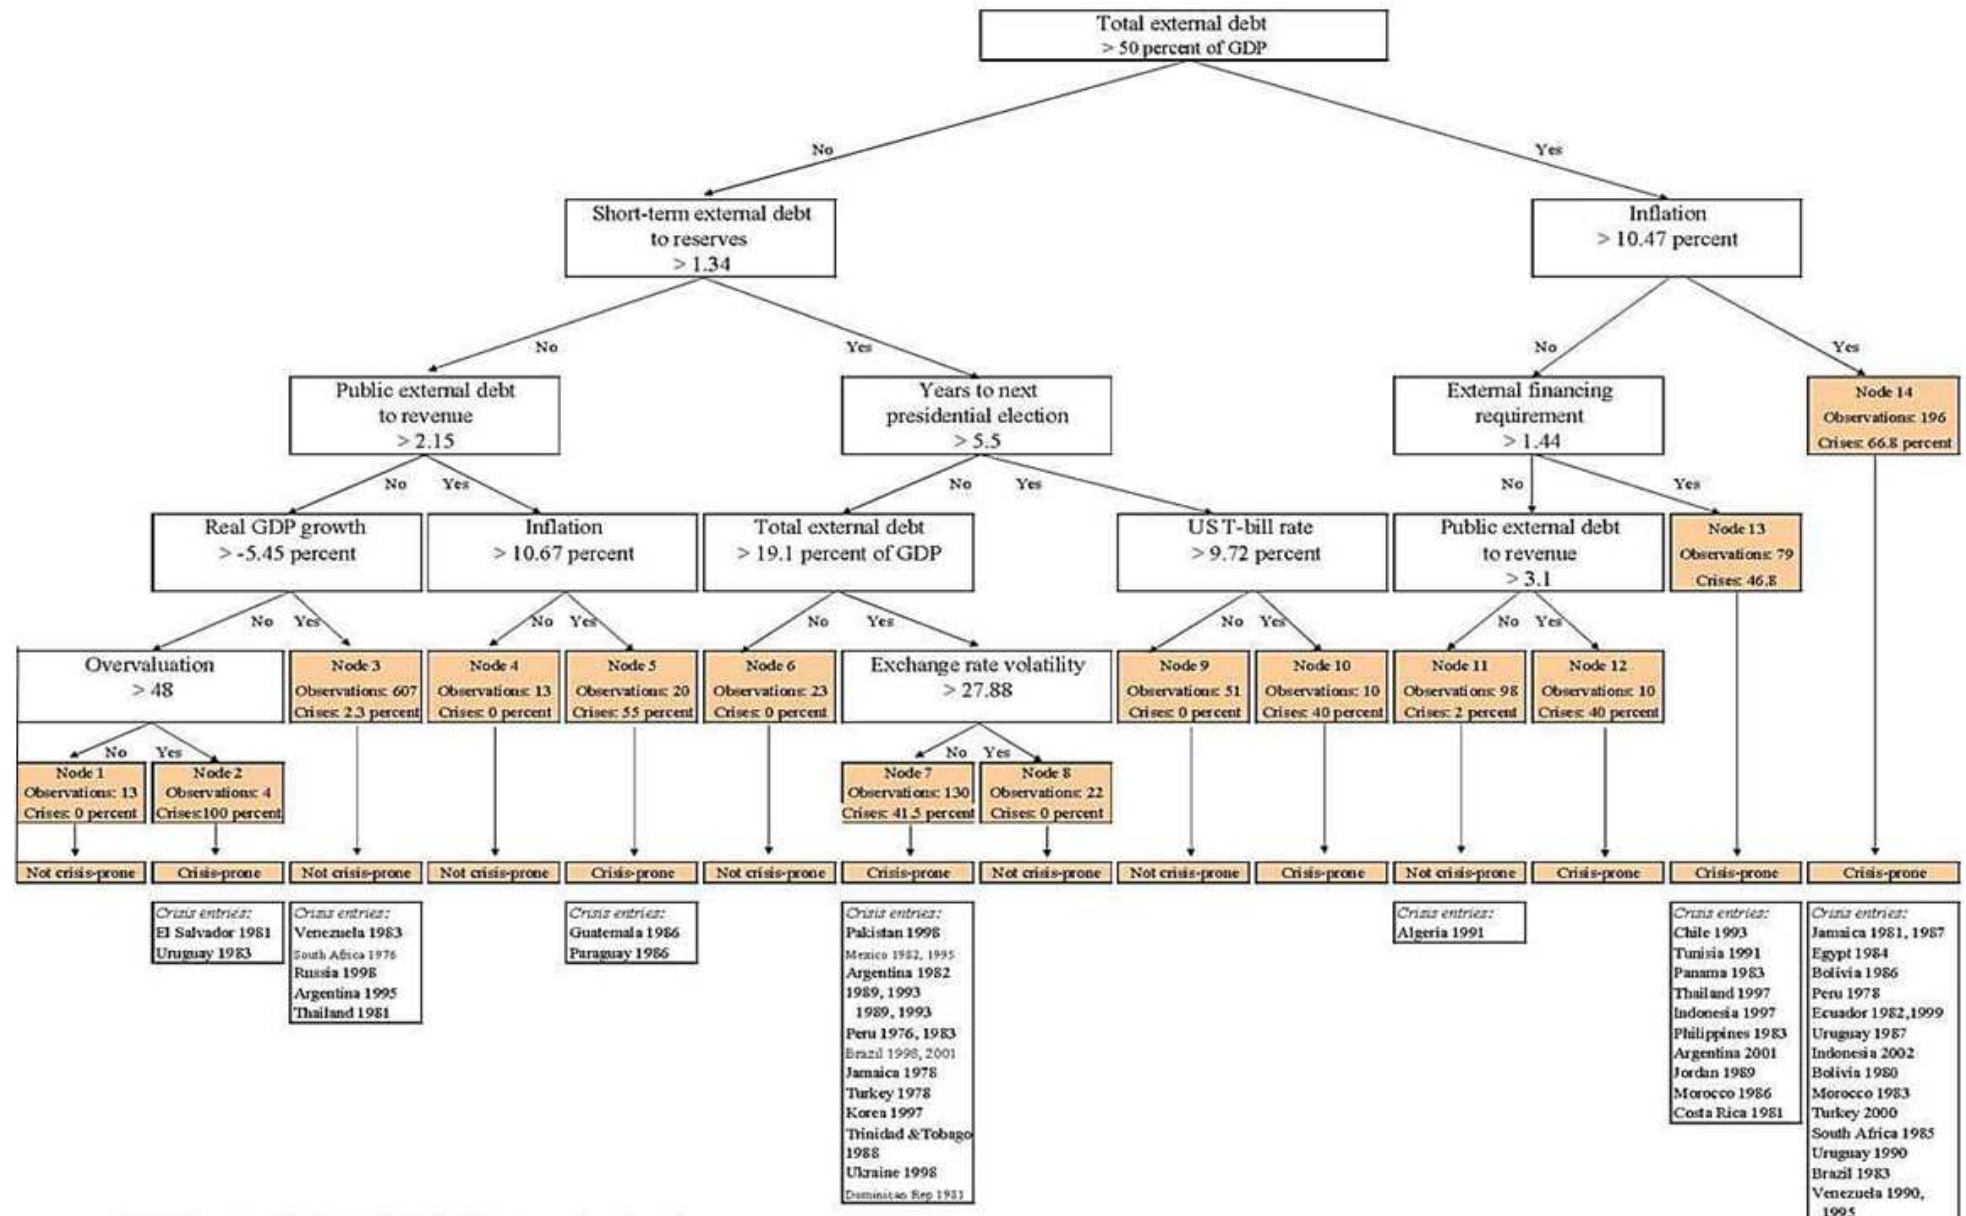 Total external debt
> 50 percent of GDP
No
Yes
Short-term external debt
to reserves
> 1.34
Inflation
> 10.47 percent
No
Yes
No
Yes
Public external debt
to revenue
> 2.15
Years to next
presidential election
> 5.5
External financing
requirement
> 1.44
Node 14
Observations: 196
Crises: 66.8 percent
No
Yes
No
Yes
No
Yes
Real GDP growth
> -5.45 percent
Inflation
> 10.67 percent
Total external debt
> 19.1 percent of GDP
UST-bill rate
> 9.72 percent
Public external debt
to revenue
> 3.1
Node 13
Observations: 79
Crises: 46.8
No
Yes
No
Yes
No
Yes
No
Yes
No
Yes
Overvaluation
> 48
Node 3
Observations: 607
Crises: 2.3 percent
Node 4
Observations: 13
Crises: 0 percent
Node 5
Observations: 20
Crises: 55 percent
Node 6
Observations: 23
Crises: 0 percent
Exchange rate volatility
> 27.88
Node 9
Observations: 51
Crises: 0 percent
Node 10
Observations: 10
Crises: 40 percent
Node 11
Observations: 98
Crises: 2 percent
Node 12
Observations: 10
Crises: 40 percent
No
Yes
No
Yes
Node 1
Observations: 13
Crises: 0 percent
Node 2
Observations: 4
Crises:100 percent
Node 7
Observations: 130
Crises: 41.5 percent
Node 8
Observations: 22
Crises: 0 percent
Not crisis-prone
Crisis-prone
Not crisis-prone
Not crisis-prone
Crisis-prone
Not crisis-prone
Crisis-prone
Not crisis-prone
Not crisis-prone
Crisis-prone
Not crisis-prone
Crisis-prone
Crisis-prone
Crisis-prone
Crisis entries:
El Salvador 1981
Uruguay 1983
Crisis entries:
Venezuela 1983
South Africa 1976
Russia 1998
Argentina 1995
Thailand 1981
Crisis entries:
Guatemala 1986
Paraguay 1986
Crisis entries:
Pakistan 1998
Mexico 1982, 1995
Argentina 1982
1989, 1993
1989, 1993
Peru 1976, 1983
Brazil 1998, 2001
Jamaica 1978
Turkey 1978
Korea 1997
Trinidad &Tobago
1988
Ukraine 1998
Dominican Rep 1981
Crisis entries:
Algeria 1991
Crisis entries:
Chile 1993
Tunisia 1991
Panama 1983
Thailand 1997
Indonesia 1997
Philippines 1983
Argentina 2001
Jordan 1989
Morocco 1986
Costa Rica 1981
Crisis entries:
Jamaica 1981, 1987
Egypt 1984
Bolivia 1986
Peru 1978
Ecuador 1982,1999
Uruguay 1987
Indonesia 2002
Bolivia 1980
Morocco 1983
Turkey 2000
South Africa 1985
Uruguay 1990
Brazil 1983
Venezuela 1990,
1995